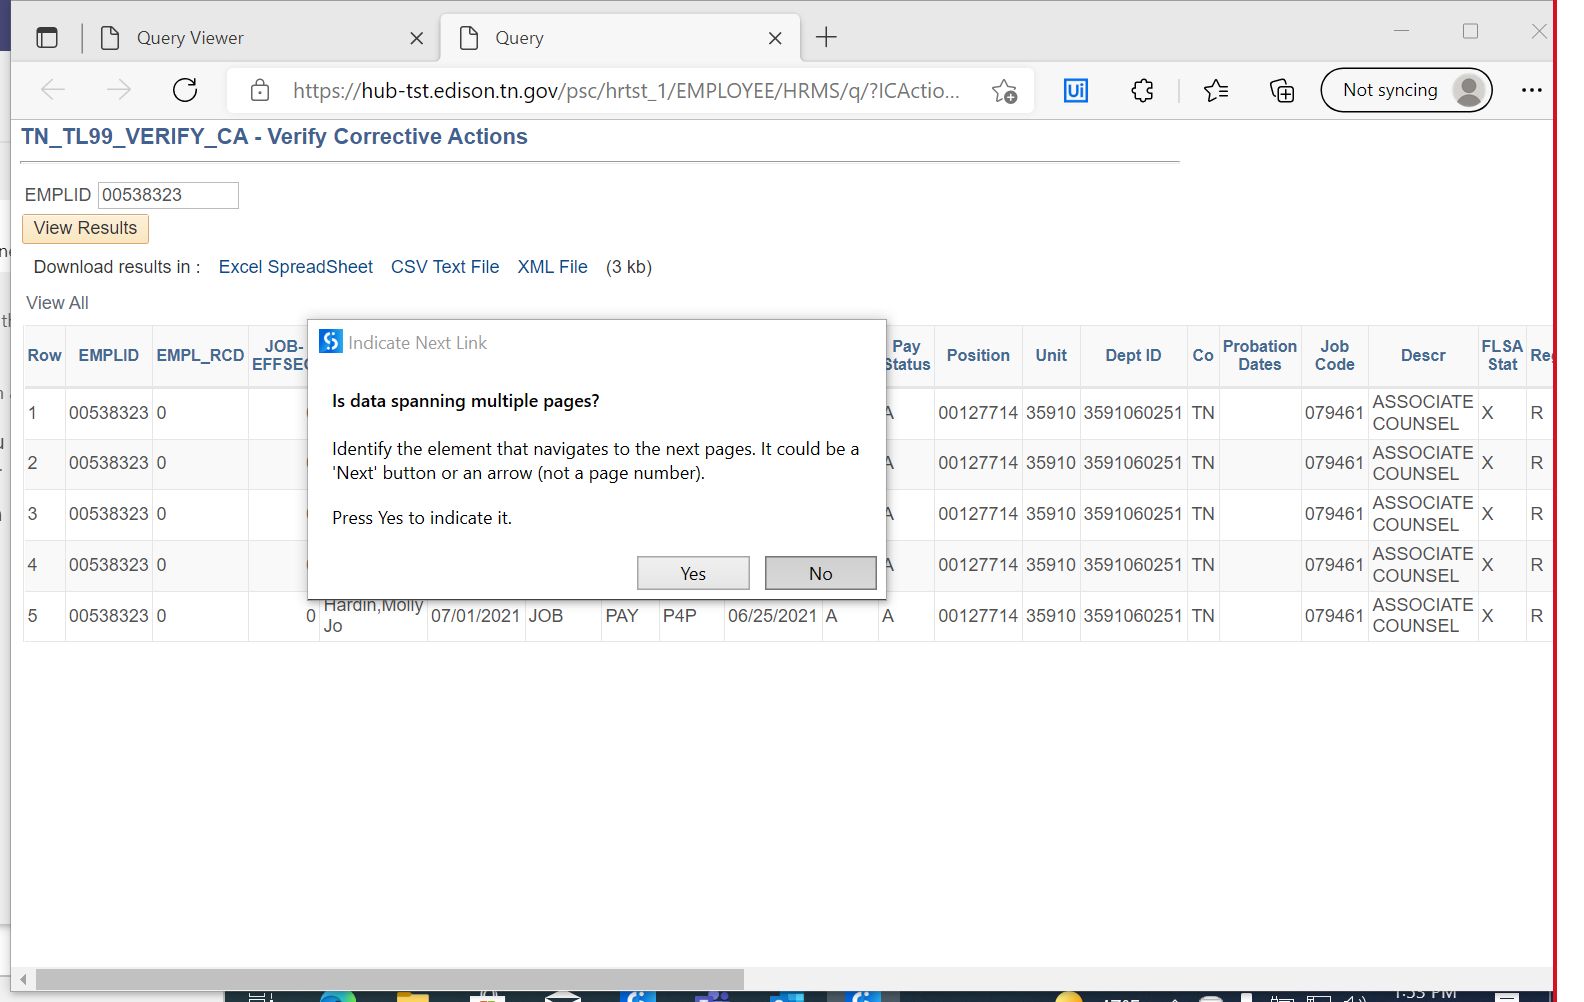 Query Viewer
Query
https://hub-tst.edison.tn.gov/psc/hrtst_1/EMPLOYEE/HRMS/q/?ICActio...
Ui
Not syncing
TN_TL99_VERIFY_CA - Verify Corrective Actions
EMPLID 00538323
View Results
Download results in : Excel SpreadSheet CSV Text File XML File (3 kb)
View All
Row EMPLID EMPL_RCD JOB-EFFSEQ Pay Status Position Unit Dept ID Co Probation Dates Job Code Descr FLSA Stat Reg
1 00538323 0 A 00127714 35910 3591060251 TN 079461 ASSOCIATE COUNSEL X R
2 00538323 0 A 00127714 35910 3591060251 TN 079461 ASSOCIATE COUNSEL X R
3 00538323 0 A 00127714 35910 3591060251 TN 079461 ASSOCIATE COUNSEL X R
4 00538323 0 A 00127714 35910 3591060251 TN 079461 ASSOCIATE COUNSEL X R
5 00538323 0 0 Hardin,Molly Jo 07/01/2021 JOB PAY P4P 06/25/2021 A A 00127714 35910 3591060251 TN 079461 ASSOCIATE COUNSEL X R
Indicate Next Link
Is data spanning multiple pages?
Identify the element that navigates to the next pages. It could be a
'Next' button or an arrow (not a page number).
Press Yes to indicate it.
Yes No
1:53 PM